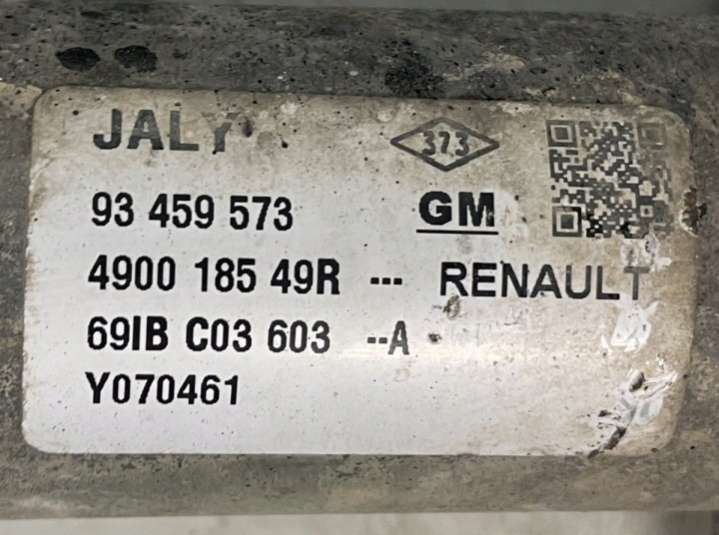 JALY 373
93 459 573 GM
4900 185 49R --- RENAULT
69IB C03 603 --A
Y070461